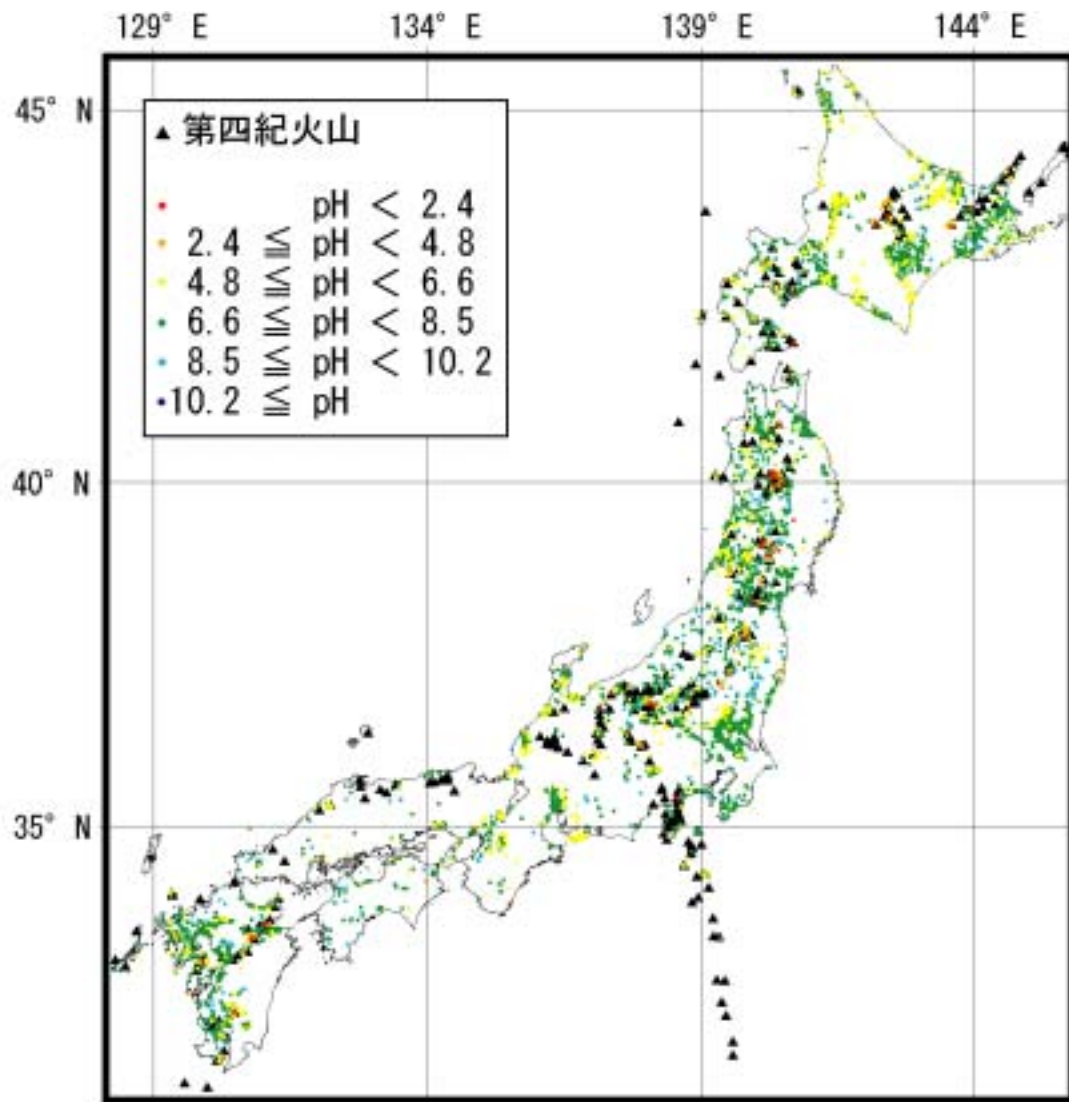 129° E 134° E 139° E 144° E
45° N
▲ 第四紀火山
pH < 2.4
2.4 ≦ pH < 4.8
4.8 ≦ pH < 6.6
6.6 ≦ pH < 8.5
8.5 ≦ pH < 10.2
10.2 ≦ pH
40° N
35° N